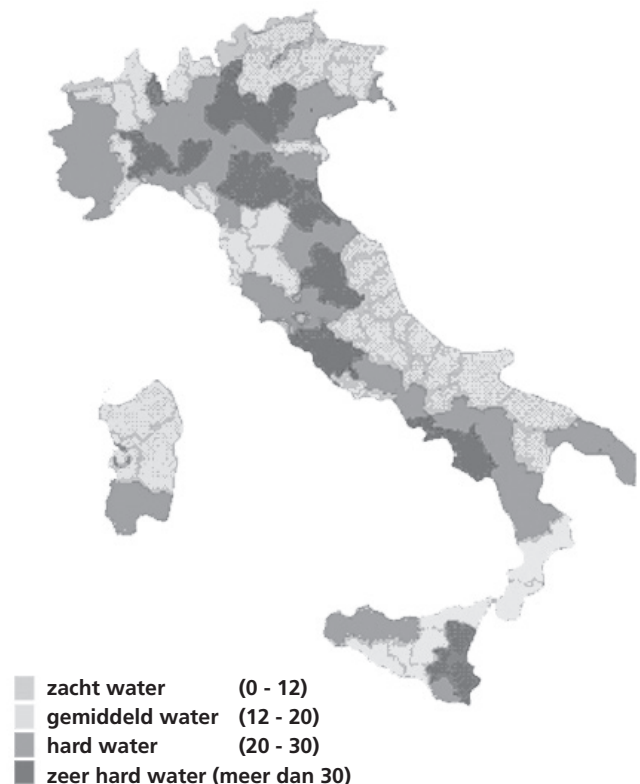 zacht water (0 - 12)
gemiddeld water (12 - 20)
hard water (20 - 30)
zeer hard water (meer dan 30)